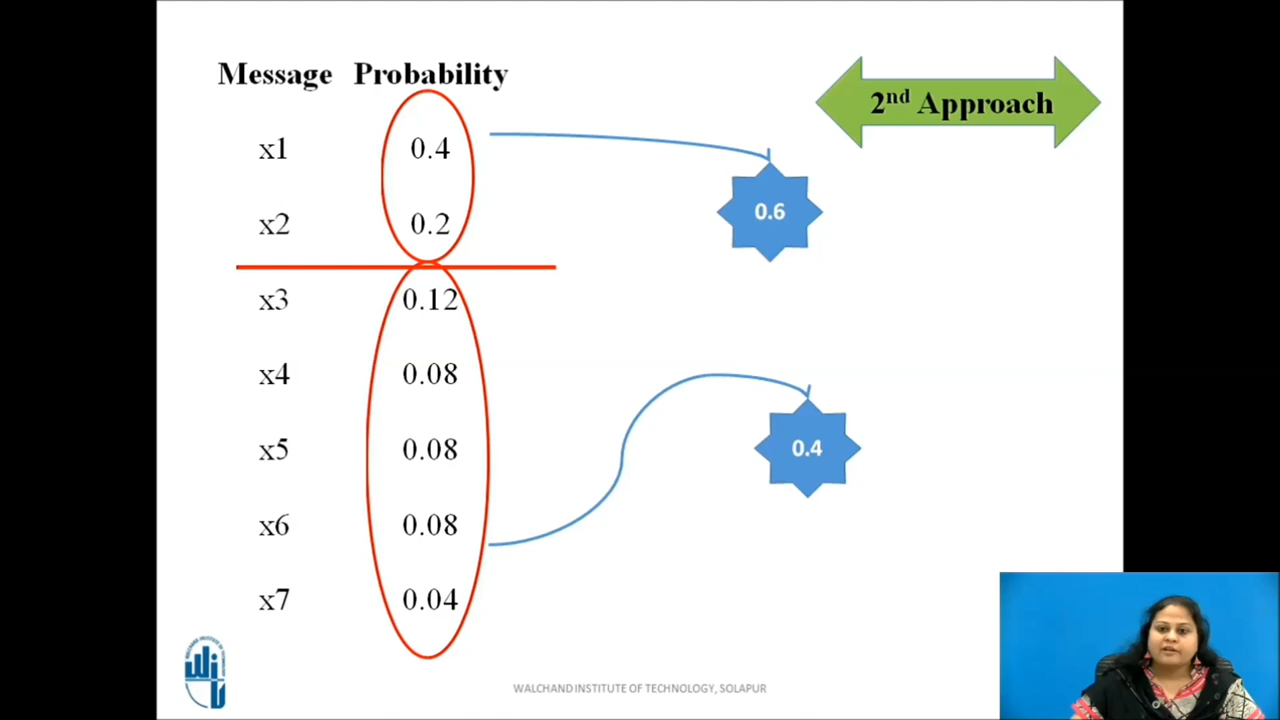 Message Probability
2nd Approach
x1 0.4
0.6
x2 0.2
x3 0.12
x4 0.08
x5 0.08
0.4
x6 0.08
x7 0.04
WALCHAND INSTITUTE OF TECHNOLOGY, SOLAPUR